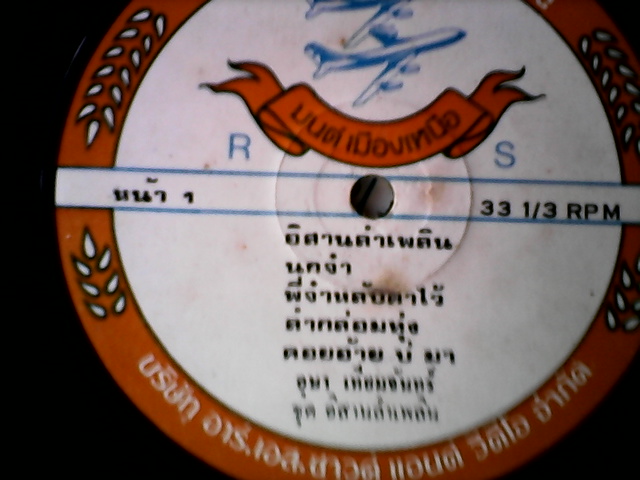 มนต์เมืองเหนือ
R S
หน้า 1
33 1/3 RPM
อีสานลำเพลิน
นกจ๋า
พี่จ๋าหลับตาไว้
ลำกล่อมทุ่ง
คอยอ้าย บ่ มา
อุษา เทียมจันทร์
ชุด อีสานลำเพลิน
บริษัท อาร์.เอส.ซาวด์ แอนด์ วีดีโอ จำกัด